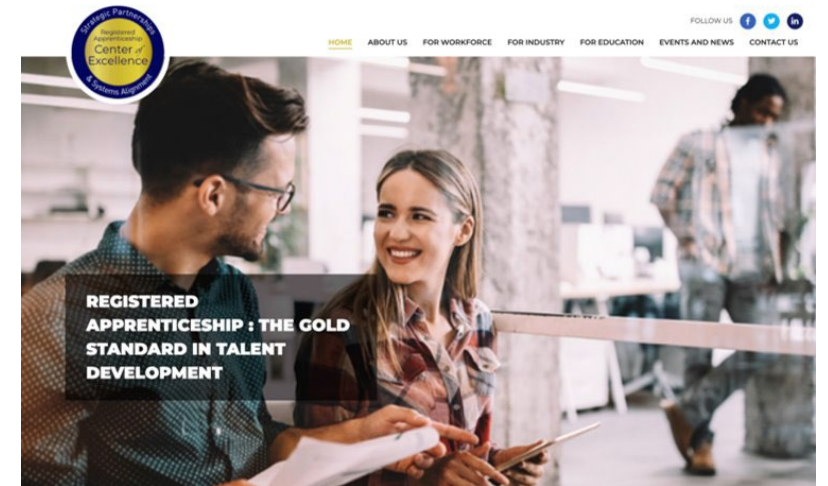 Strategic Partnerships
Registered
Apprenticeship
Center of
Excellence
& Systems Alignment
FOLLOW US
HOME ABOUT US FOR WORKFORCE FOR INDUSTRY FOR EDUCATION EVENTS AND NEWS CONTACT US
REGISTERED
APPRENTICESHIP : THE GOLD
STANDARD IN TALENT
DEVELOPMENT